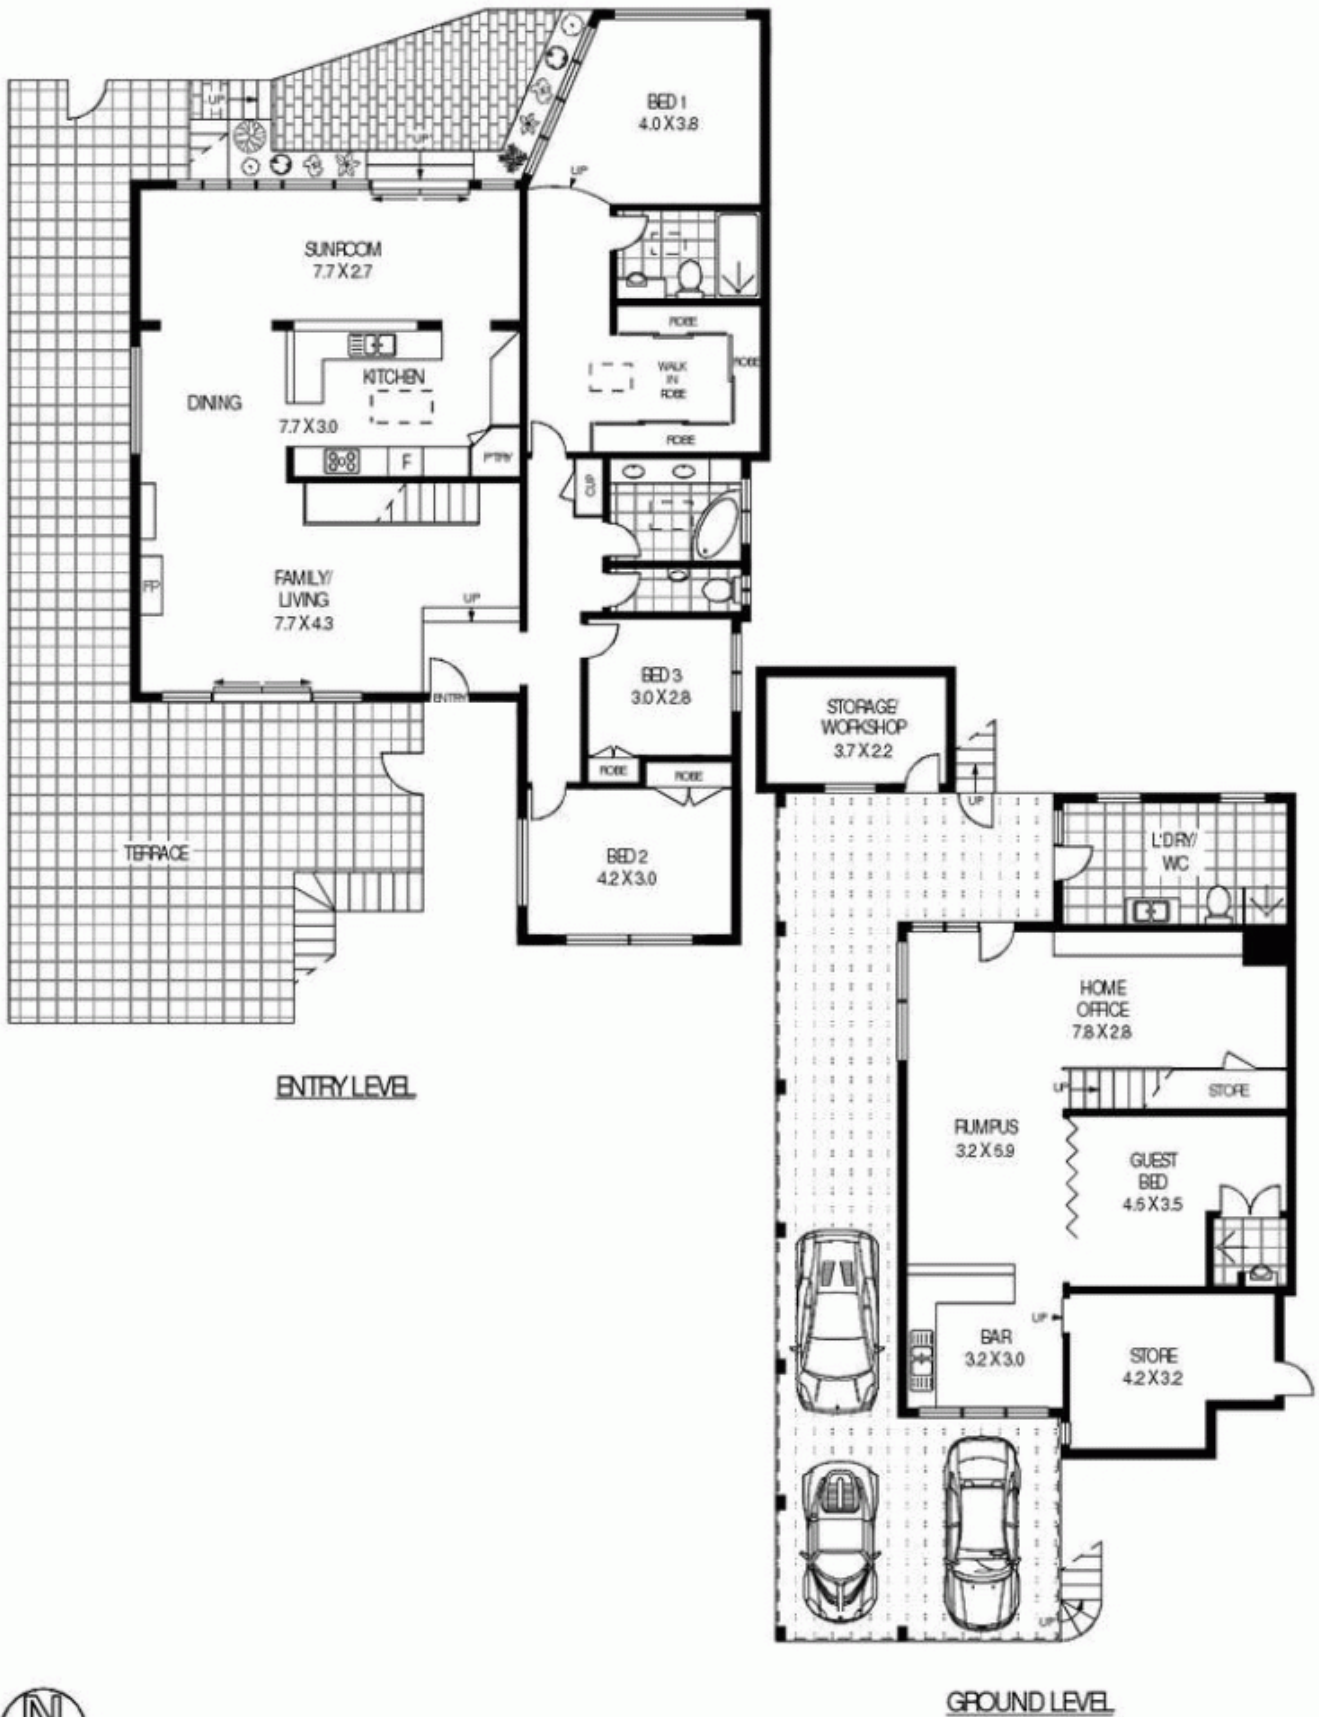 UP
UP
BED 1
4.0 X 3.8
UP
SUNROOM
7.7 X 2.7
ROBE
ROBE
WALK
IN
ROBE
ROBE
KITCHEN
DINING
7.7 X 3.0
F
P'TRY
CUP
FAMILY/
LIVING
7.7 X 4.3
FP
UP
ENTRY
BED 3
3.0 X 2.8
ROBE
ROBE
BED 2
4.2 X 3.0
TERRACE
ENTRY LEVEL
STORAGE/
WORKSHOP
3.7 X 2.2
UP
L'DRY/
WC
HOME
OFFICE
7.8 X 2.8
UP
STORE
RUMPUS
3.2 X 6.9
GUEST
BED
4.5 X 3.5
BAR
3.2 X 3.0
UP
STORE
4.2 X 3.2
UP
GROUND LEVEL
N